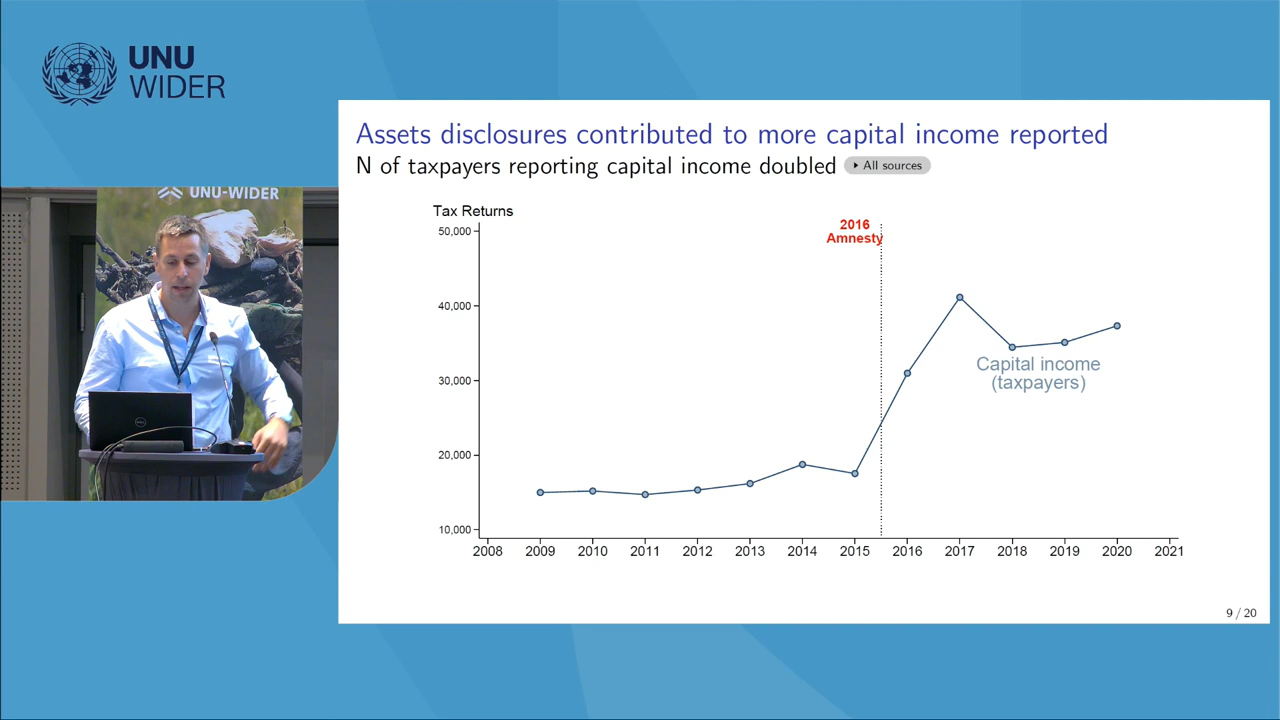 UNU
WIDER
UNU-WIDER
Assets disclosures contributed to more capital income reported
N of taxpayers reporting capital income doubled
All sources
Tax Returns
50,000
40,000
30,000
20,000
10,000
2016
Amnesty
Capital income
(taxpayers)
2008 2009 2010 2011 2012 2013 2014 2015 2016 2017 2018 2019 2020 2021
9 / 20
DELL